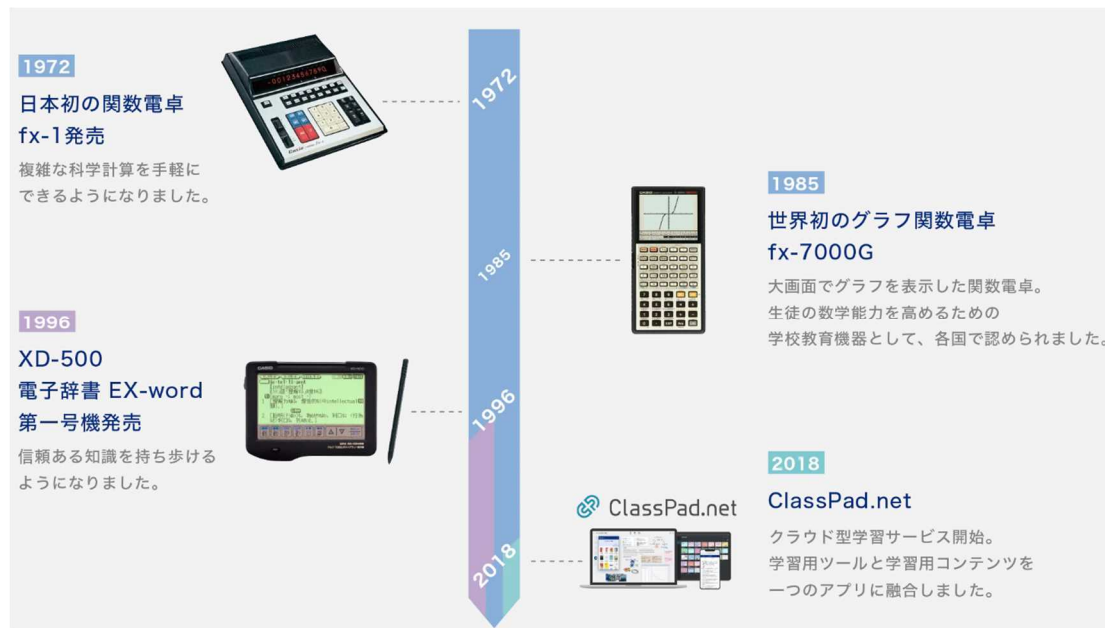 1972
日本初の関数電卓
fx-1発売
複雑な科学計算を手軽に
できるようになりました。
1972
1985
世界初のグラフ関数電卓
fx-7000G
大画面でグラフを表示した関数電卓。
生徒の数学能力を高めるための
学校教育機器として、各国で認められました。
1985
1996
XD-500
電子辞書 EX-word
第一号機発売
信頼ある知識を持ち歩ける
ようになりました。
CASIO
1996
2018
ClassPad.net
クラウド型学習サービス開始。
学習用ツールと学習用コンテンツを
一つのアプリに融合しました。
ClassPad.net
2018